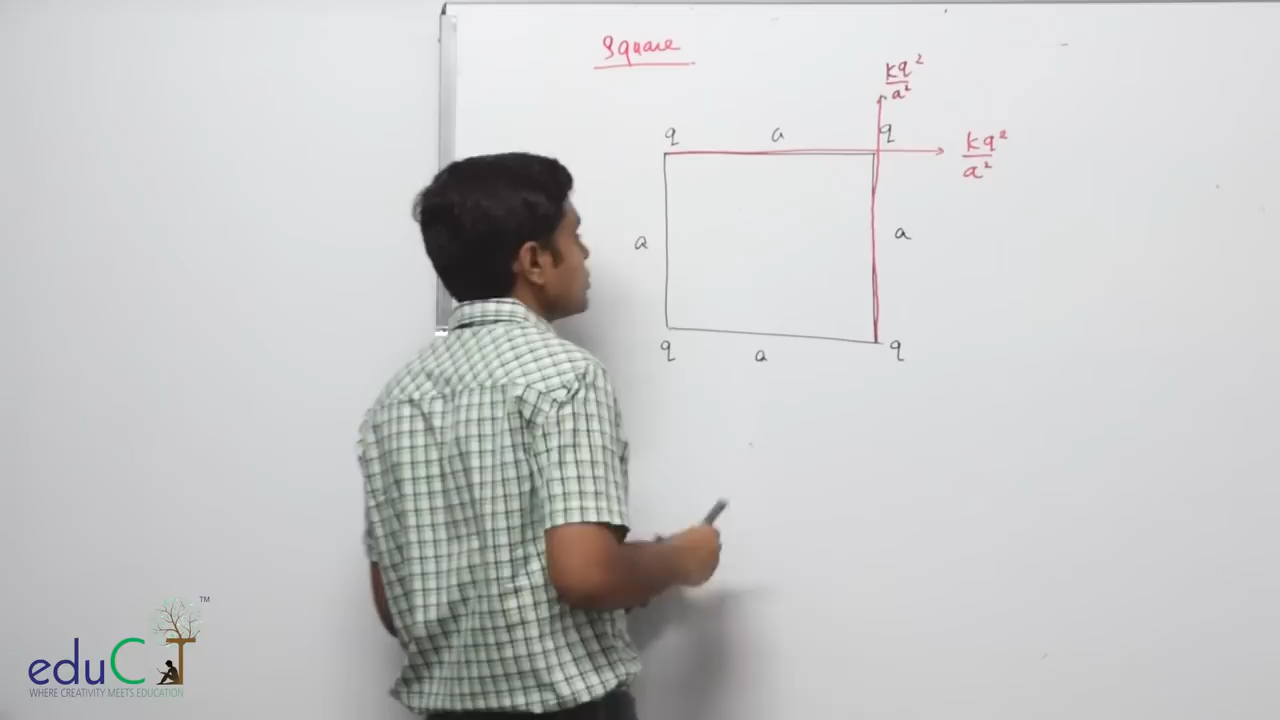 Square
kq²
a²
q a q
kq²
a²
a a
q a q
eduCT
TM
WHERE CREATIVITY MEETS EDUCATION